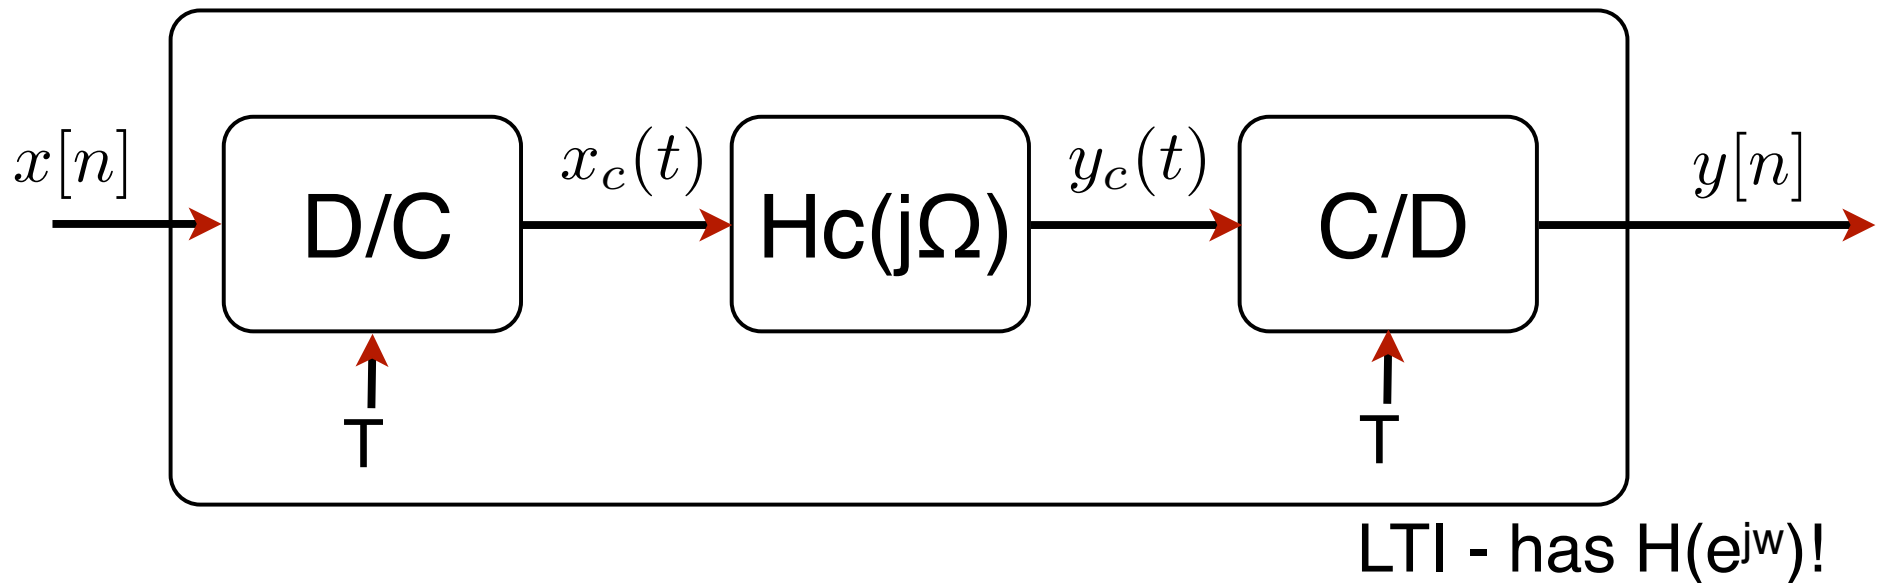 x[n]
D/C
x_c(t)
Hc(jΩ)
y_c(t)
C/D
y[n]
T
T
LTI - has H(e^{jw})!